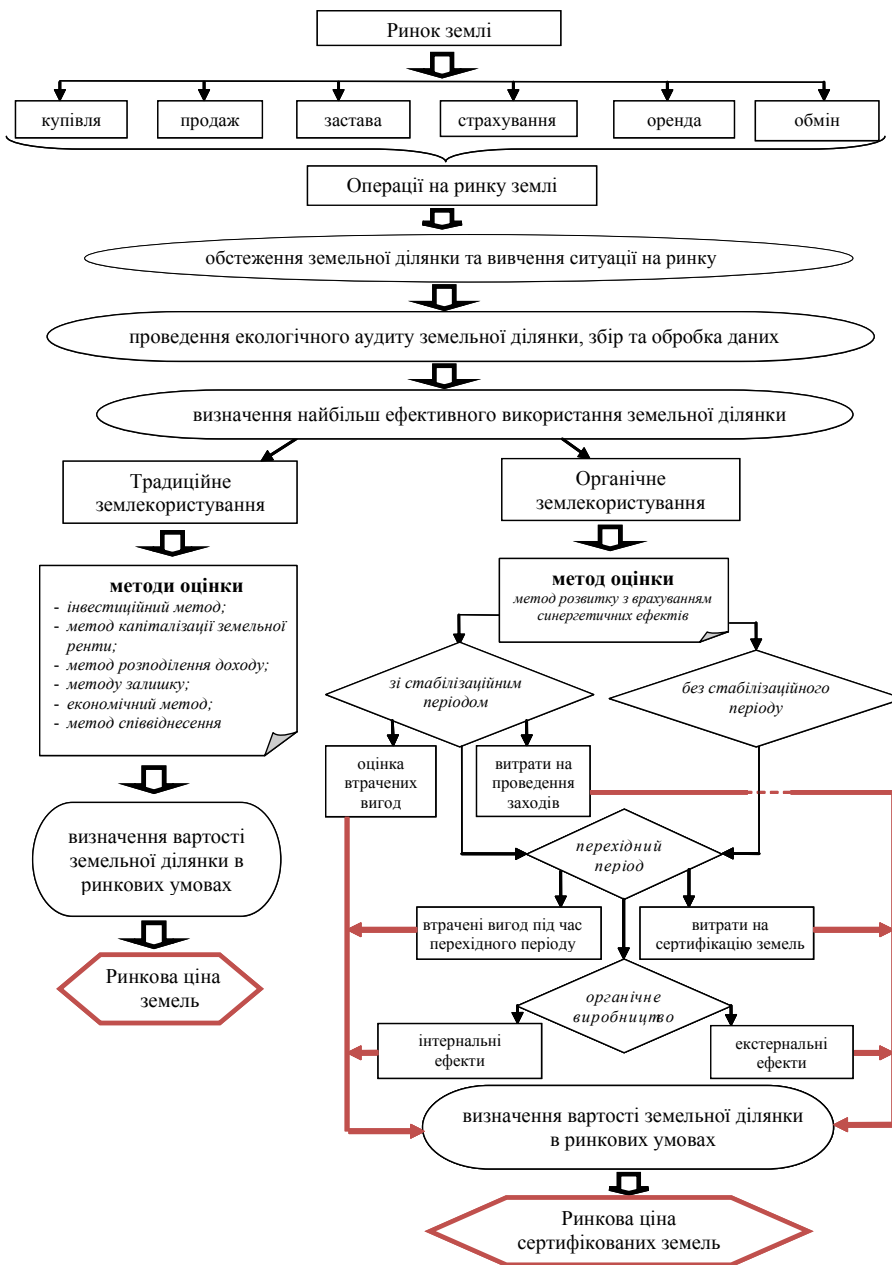 Ринок землі
купівля
продаж
застава
страхування
оренда
обмін
Операції на ринку землі
обстеження земельної ділянки та вивчення ситуації на ринку
проведення екологічного аудиту земельної ділянки, збір та обробка даних
визначення найбільш ефективного використання земельної ділянки
Традиційне
землекористування
Органічне
землекористування
методи оцінки
- інвестиційний метод;
- метод капіталізації земельної
ренти;
- метод розподілення доходу;
- методу залишку;
- економічний метод;
- метод співвіднесення
метод оцінки
метод розвитку з врахуванням
синергетичних ефектів
зі стабілізаційним
періодом
без стабілізаційного
періоду
оцінка
втрачених
вигод
витрати на
проведення
заходів
визначення вартості
земельної ділянки в
ринкових умовах
перехідний
період
втрачені вигод під час
перехідного періоду
витрати на
сертифікацію земель
Ринкова ціна
земель
органічне
виробництво
інтернальні
ефекти
екстернальні
ефекти
визначення вартості земельної ділянки
в ринкових умовах
Ринкова ціна
сертифікованих земель